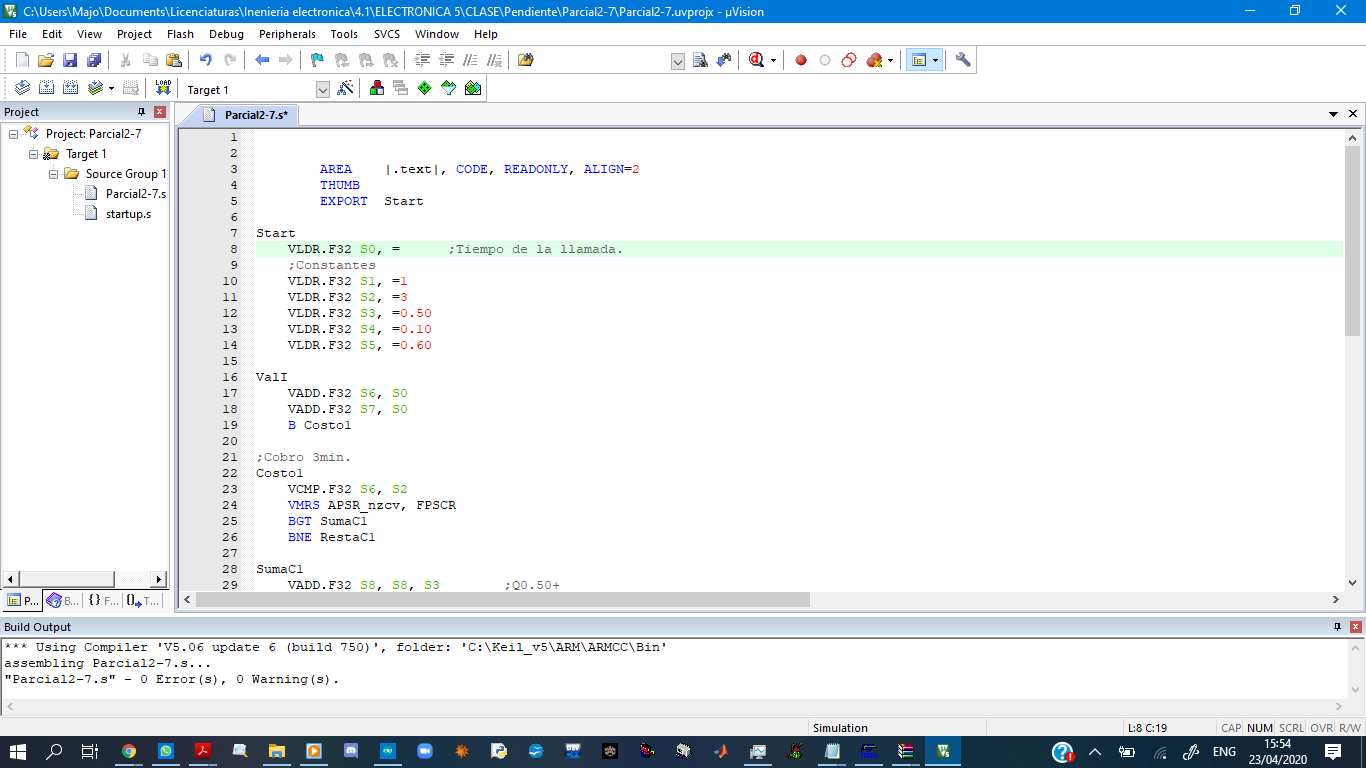 C:\Users\Majo\Documents\Licenciaturas\Inenieria electronica\4.1\ELECTRONICA 5\CLASE\Pendiente\Parcial2-7\Parcial2-7.uvprojx - µVision
File Edit View Project Flash Debug Peripherals Tools SVCS Window Help
LOAD
Target 1
Project
Project: Parcial2-7
Target 1
Source Group 1
Parcial2-7.s
startup.s
P... B... {} F... T...
Parcial2-7.s*
1
2
3 AREA |.text|, CODE, READONLY, ALIGN=2
4 THUMB
5 EXPORT Start
6
7 Start
8 VLDR.F32 S0, = ;Tiempo de la llamada.
9 ;Constantes
10 VLDR.F32 S1, =1
11 VLDR.F32 S2, =3
12 VLDR.F32 S3, =0.50
13 VLDR.F32 S4, =0.10
14 VLDR.F32 S5, =0.60
15
16 ValI
17 VADD.F32 S6, S0
18 VADD.F32 S7, S0
19 B Costo1
20
21 ;Cobro 3min.
22 Costo1
23 VCMP.F32 S6, S2
24 VMRS APSR_nzcv, FPSCR
25 BGT SumaC1
26 BNE RestaC1
27
28 SumaC1
29 VADD.F32 S8, S8, S3 ;Q0.50+
Build Output
*** Using Compiler 'V5.06 update 6 (build 750)', folder: 'C:\Keil_v5\ARM\ARMCC\Bin'
assembling Parcial2-7.s...
"Parcial2-7.s" - 0 Error(s), 0 Warning(s).
Simulation
L:8 C:19
CAP NUM SCRL OVR R/W
ENG
15:54
23/04/2020